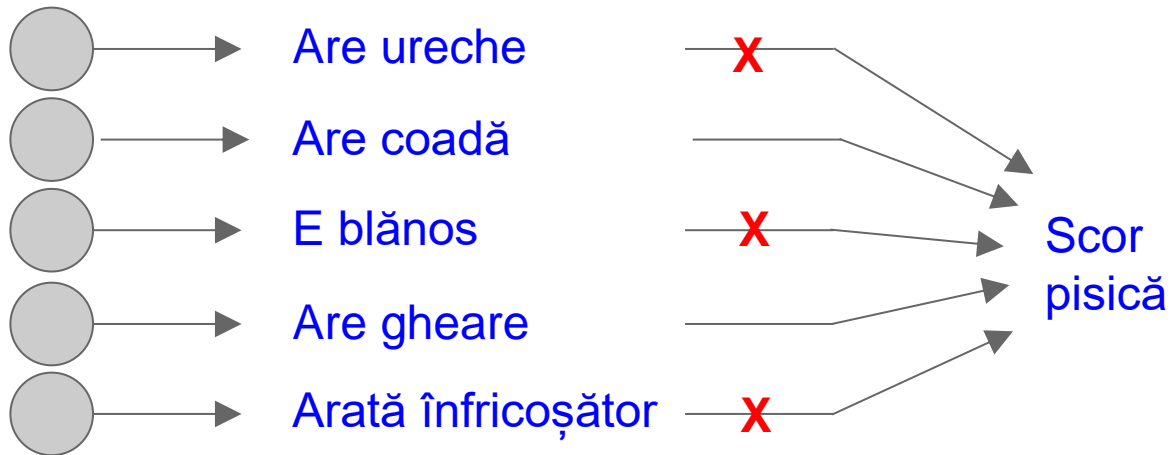 Are ureche
X
Are coadă
E blănos
X
Are gheare
Arată înfricoșător
X
Scor
pisică